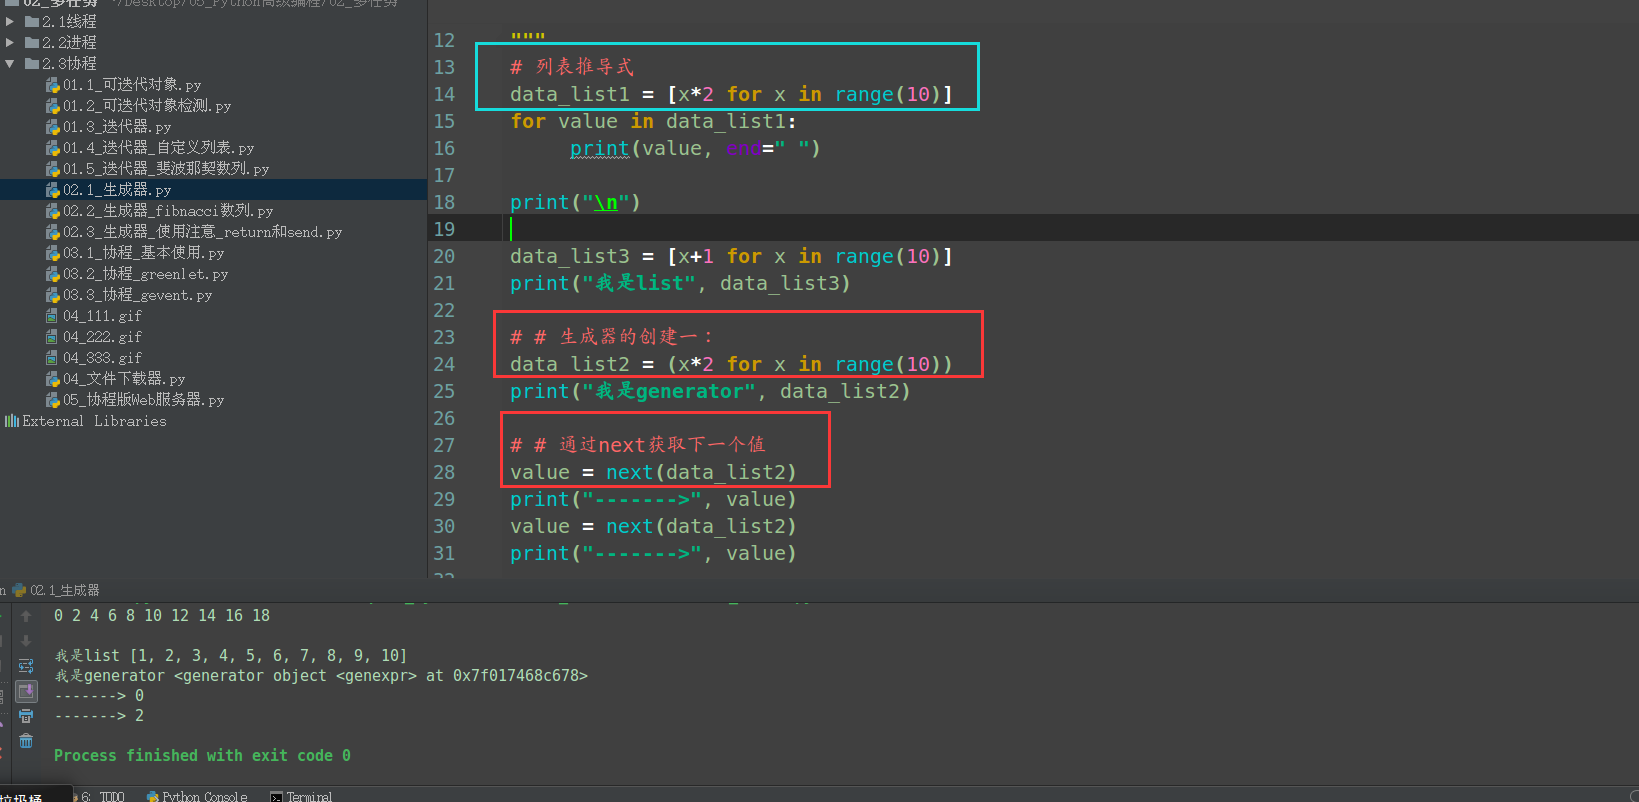 02_多任务 ~/Desktop/05_Python高级编程/02_多任务
2.1线程
2.2进程
2.3协程
01.1_可迭代对象.py
01.2_可迭代对象检测.py
01.3_迭代器.py
01.4_迭代器_自定义列表.py
01.5_迭代器_斐波那契数列.py
02.1_生成器.py
02.2_生成器_fibnacci数列.py
02.3_生成器_使用注意_return和send.py
03.1_协程_基本使用.py
03.2_协程_greenlet.py
03.3_协程_gevent.py
04_111.gif
04_222.gif
04_333.gif
04_文件下载器.py
05_协程版Web服务器.py
External Libraries
12 """
13 # 列表推导式
14 data_list1 = [x*2 for x in range(10)]
15 for value in data_list1:
16 print(value, end=" ")
17
18 print("\n")
19
20 data_list3 = [x+1 for x in range(10)]
21 print("我是list", data_list3)
22
23 # # 生成器的创建一：
24 data_list2 = (x*2 for x in range(10))
25 print("我是generator", data_list2)
26
27 # # 通过next获取下一个值
28 value = next(data_list2)
29 print("------->", value)
30 value = next(data_list2)
31 print("------->", value)
02.1_生成器
0 2 4 6 8 10 12 14 16 18
我是list [1, 2, 3, 4, 5, 6, 7, 8, 9, 10]
我是generator <generator object <genexpr> at 0x7f017468c678>
-------> 0
-------> 2
Process finished with exit code 0
垃圾桶 6: TODO Python Console Terminal